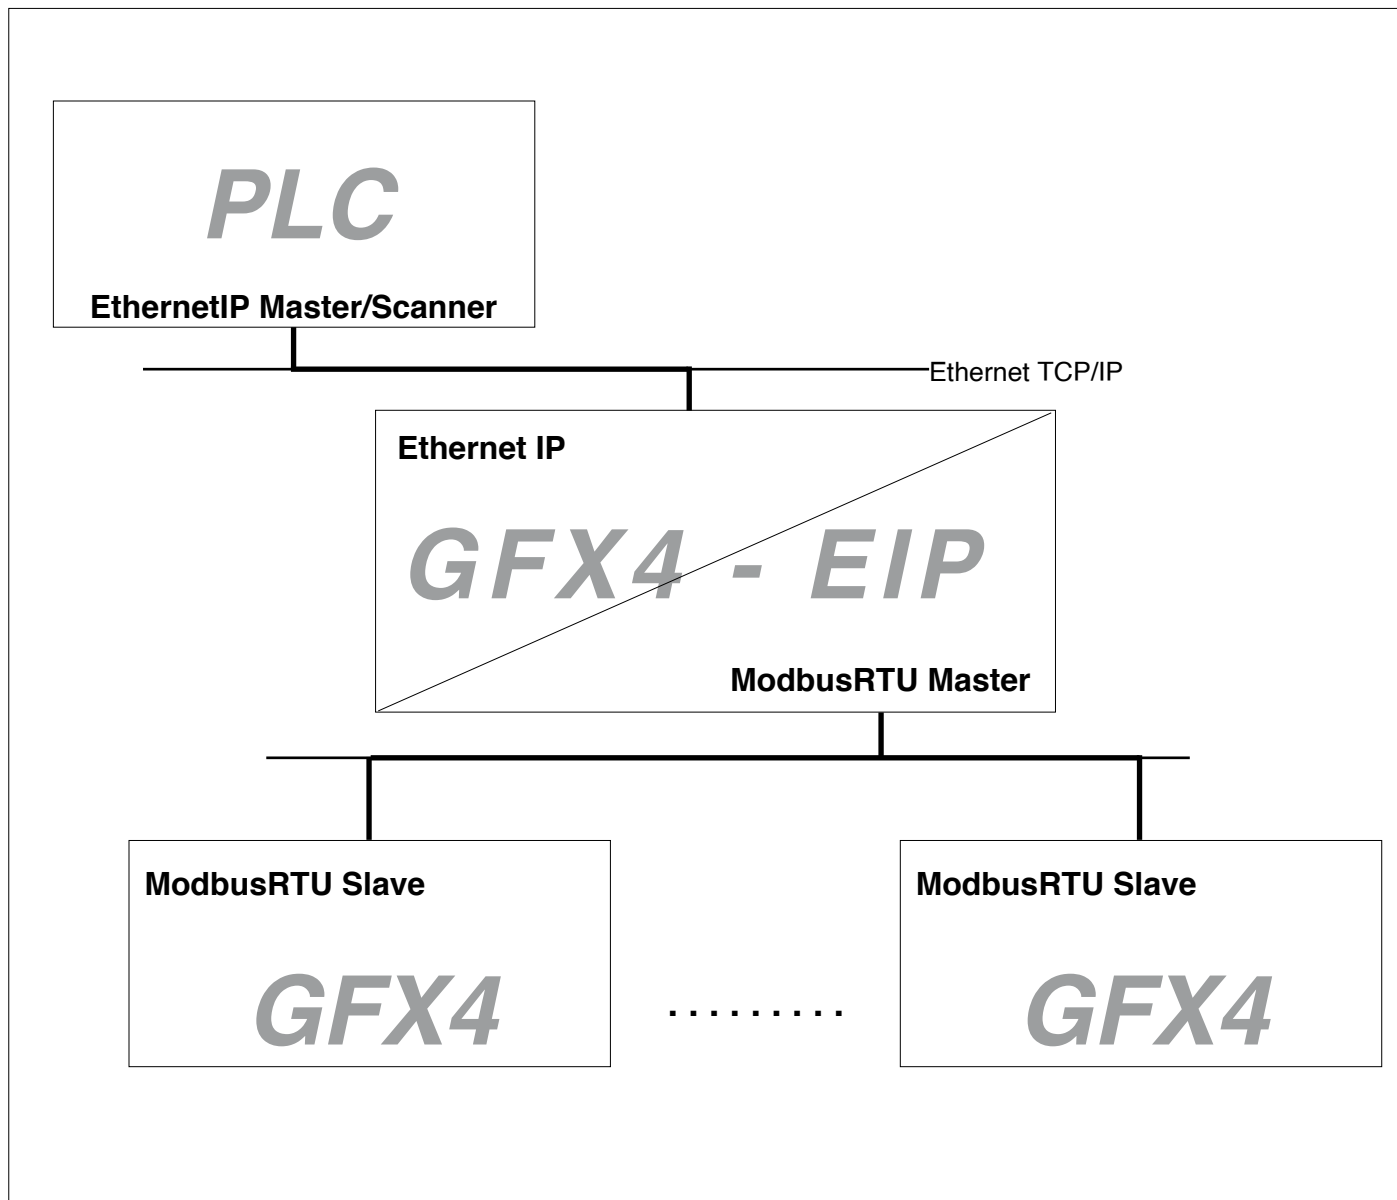 PLC
EthernetIP Master/Scanner
Ethernet TCP/IP
Ethernet IP
GFX4 - EIP
ModbusRTU Master
ModbusRTU Slave
GFX4
.........
ModbusRTU Slave
GFX4